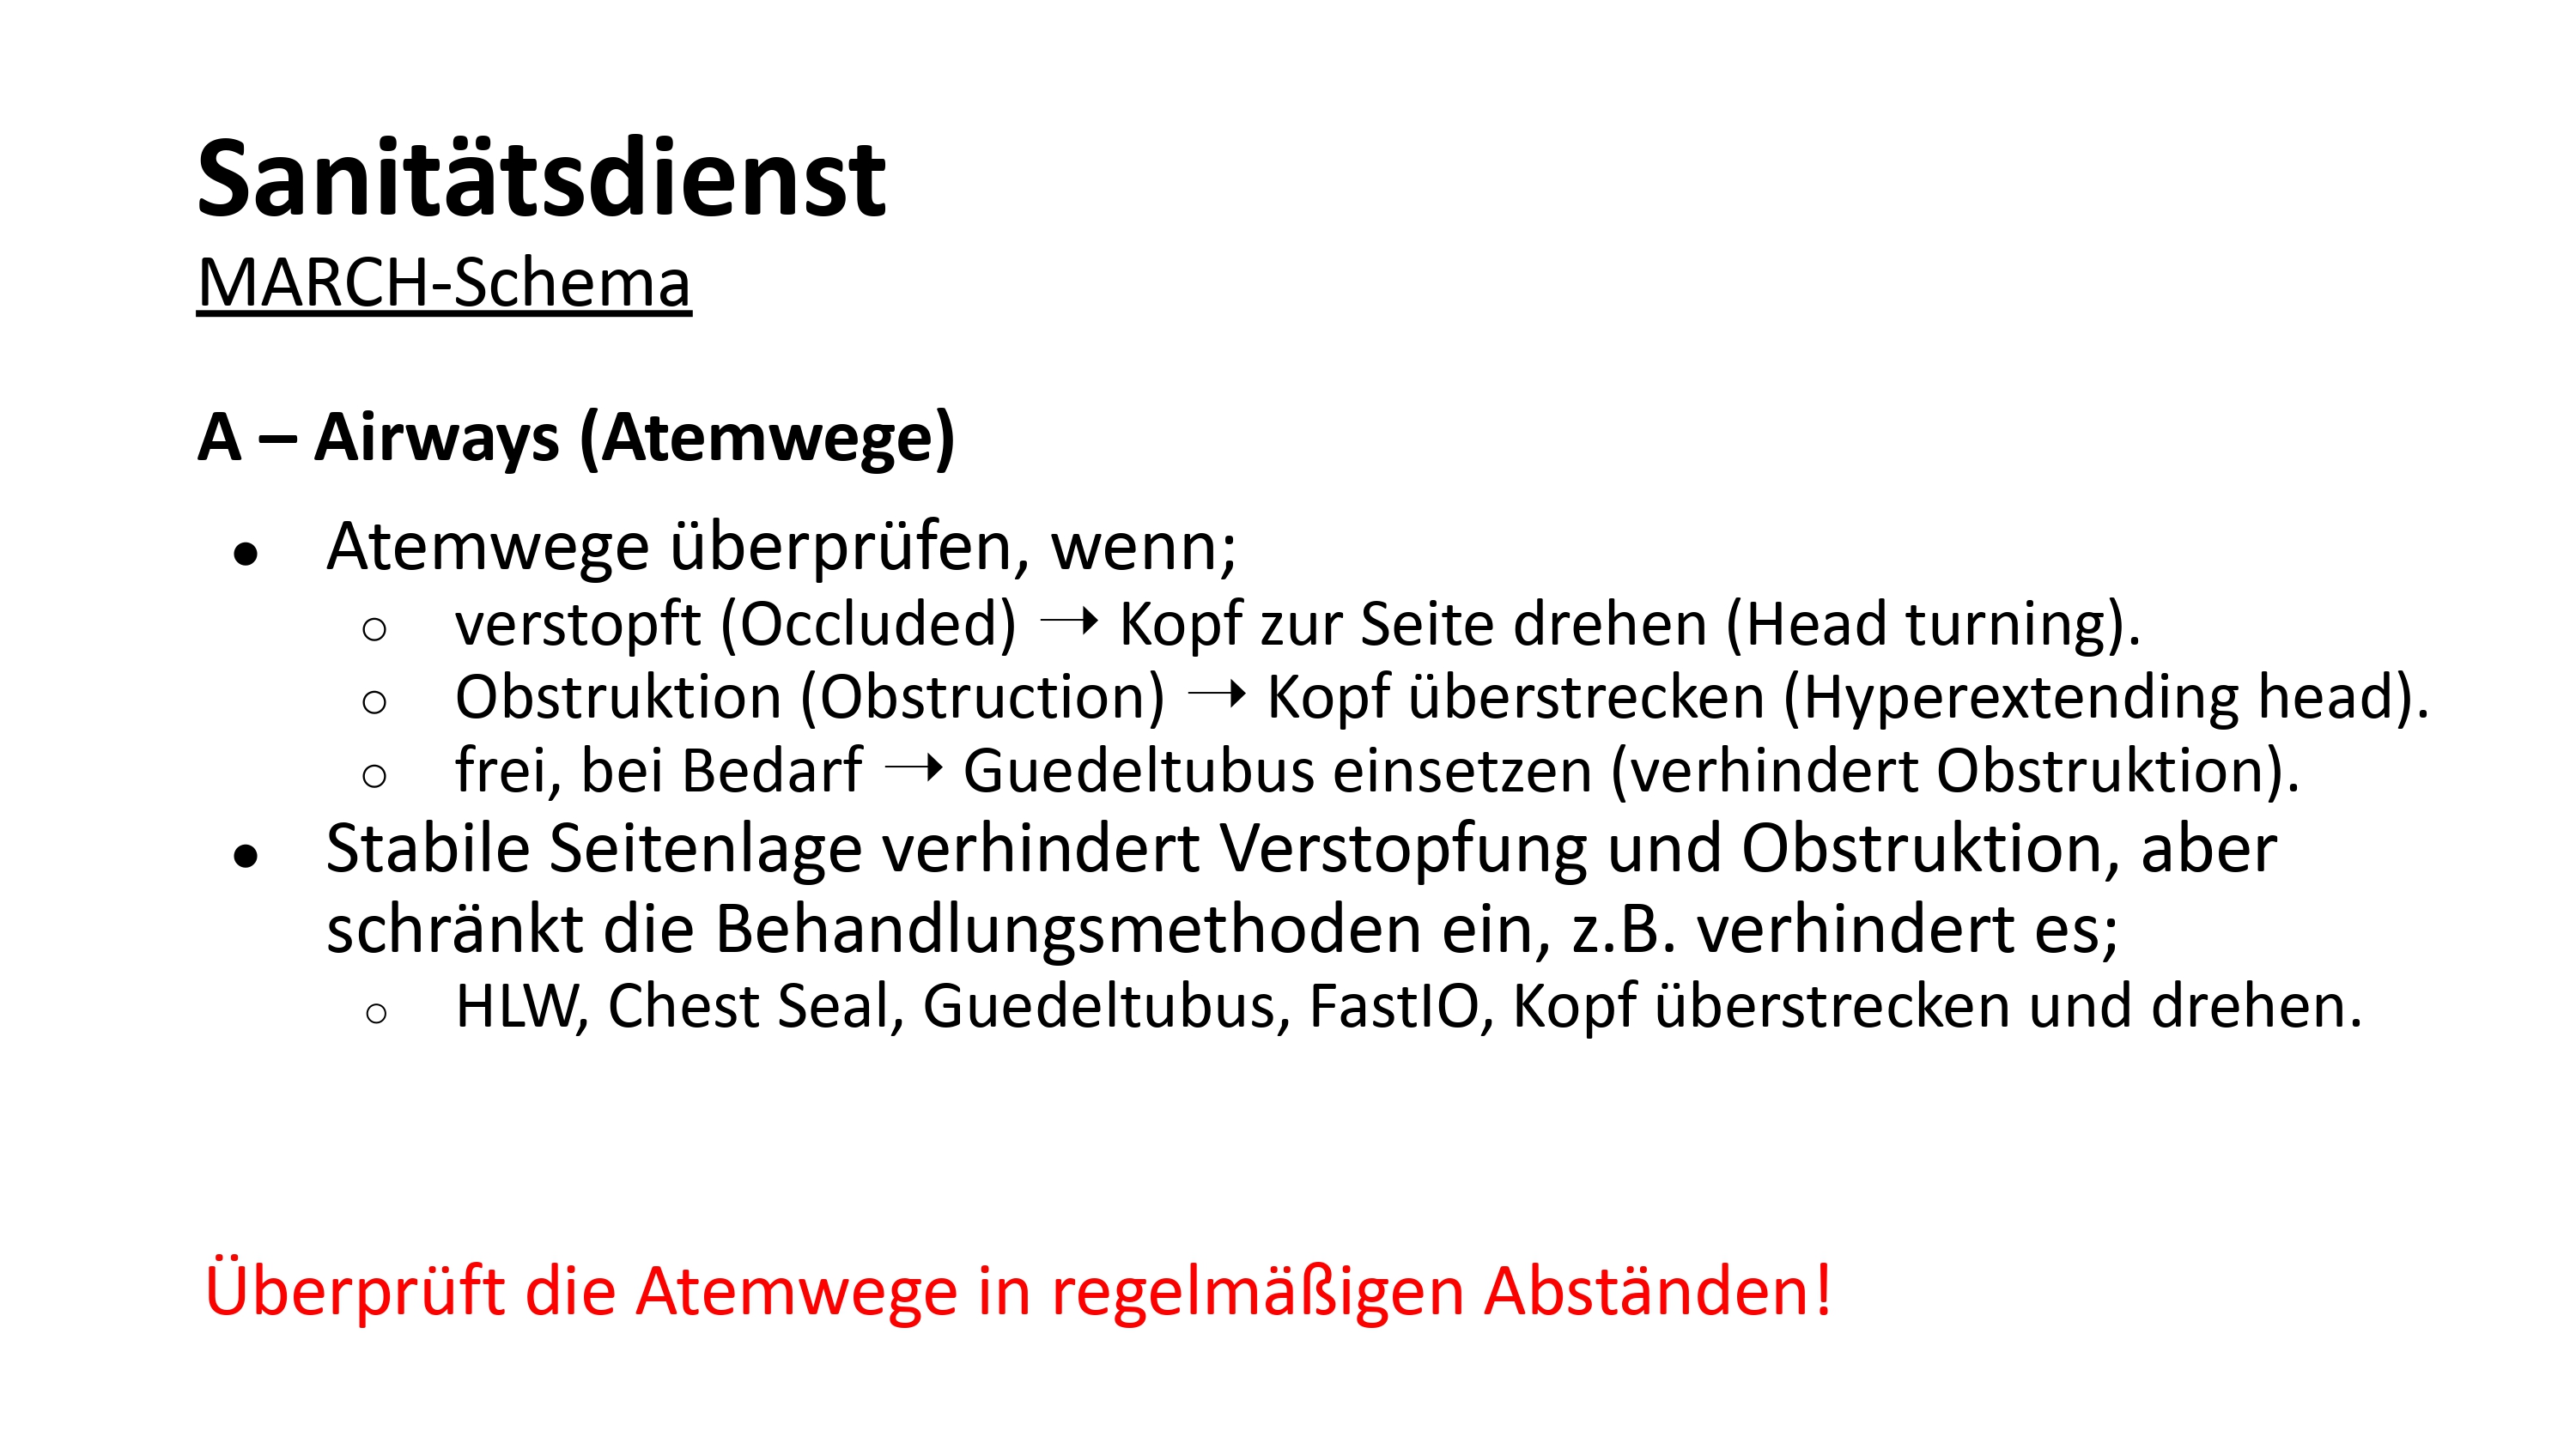 Sanitätsdienst
MARCH-Schema
A – Airways (Atemwege)
● Atemwege überprüfen, wenn;
○ verstopft (Occluded) → Kopf zur Seite drehen (Head turning).
○ Obstruktion (Obstruction) → Kopf überstrecken (Hyperextending head).
○ frei, bei Bedarf → Guedeltubus einsetzen (verhindert Obstruktion).
● Stabile Seitenlage verhindert Verstopfung und Obstruktion, aber
schränkt die Behandlungsmethoden ein, z.B. verhindert es;
○ HLW, Chest Seal, Guedeltubus, FastIO, Kopf überstrecken und drehen.
Überprüft die Atemwege in regelmäßigen Abständen!